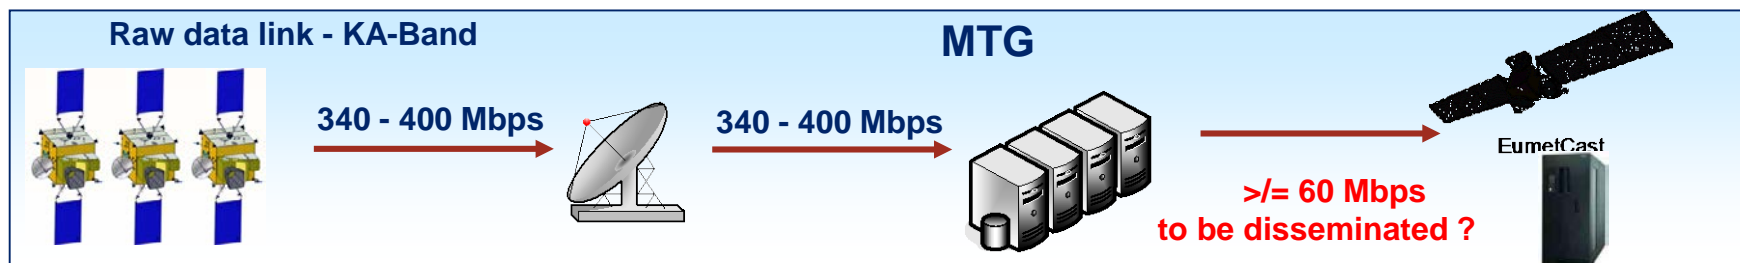 Raw data link - KA-Band
MTG
340 - 400 Mbps
340 - 400 Mbps
EumetCast
>/= 60 Mbps
to be disseminated ?